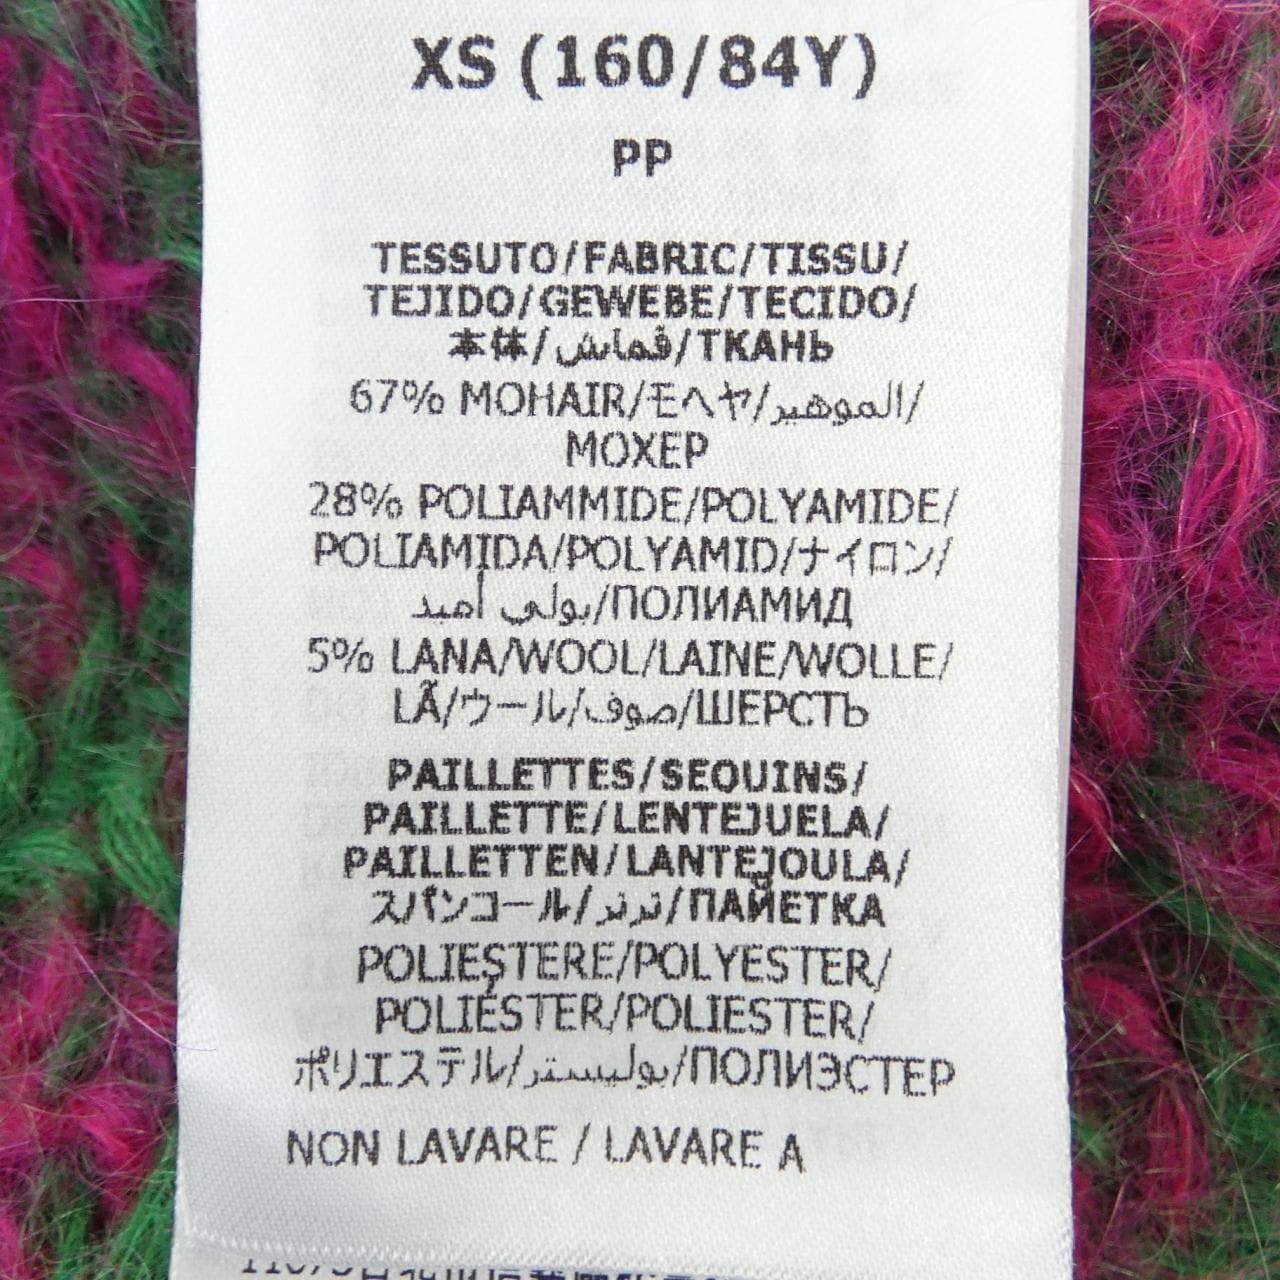 XS (160/84Y)
PP
TESSUTO/FABRIC/TISSU/
TEJIDO/GEWEBE/TECIDO/
本体/قماش/ТКАНЬ
67% MOHAIR/モヘヤ/الموهير/
МОХЕР
28% POLIAMMIDE/POLYAMIDE/
POLIAMIDA/POLYAMID/ナイロン/
بولي أميد/ПОЛИАМИД
5% LANA/WOOL/LAINE/WOLLE/
LÃ/ウール/صوف/ШЕРСТЬ
PAILLETTES/SEQUINS/
PAILLETTE/LENTEJUELA/
PAILLETTEN/LANTEJOULA/
スパンコール/ترتر/ПАЙЕТКА
POLIESTERE/POLYESTER/
POLIÉSTER/POLIESTER/
ポリエステル/بوليستر/ПОЛИЭСТЕР
NON LAVARE / LAVARE A